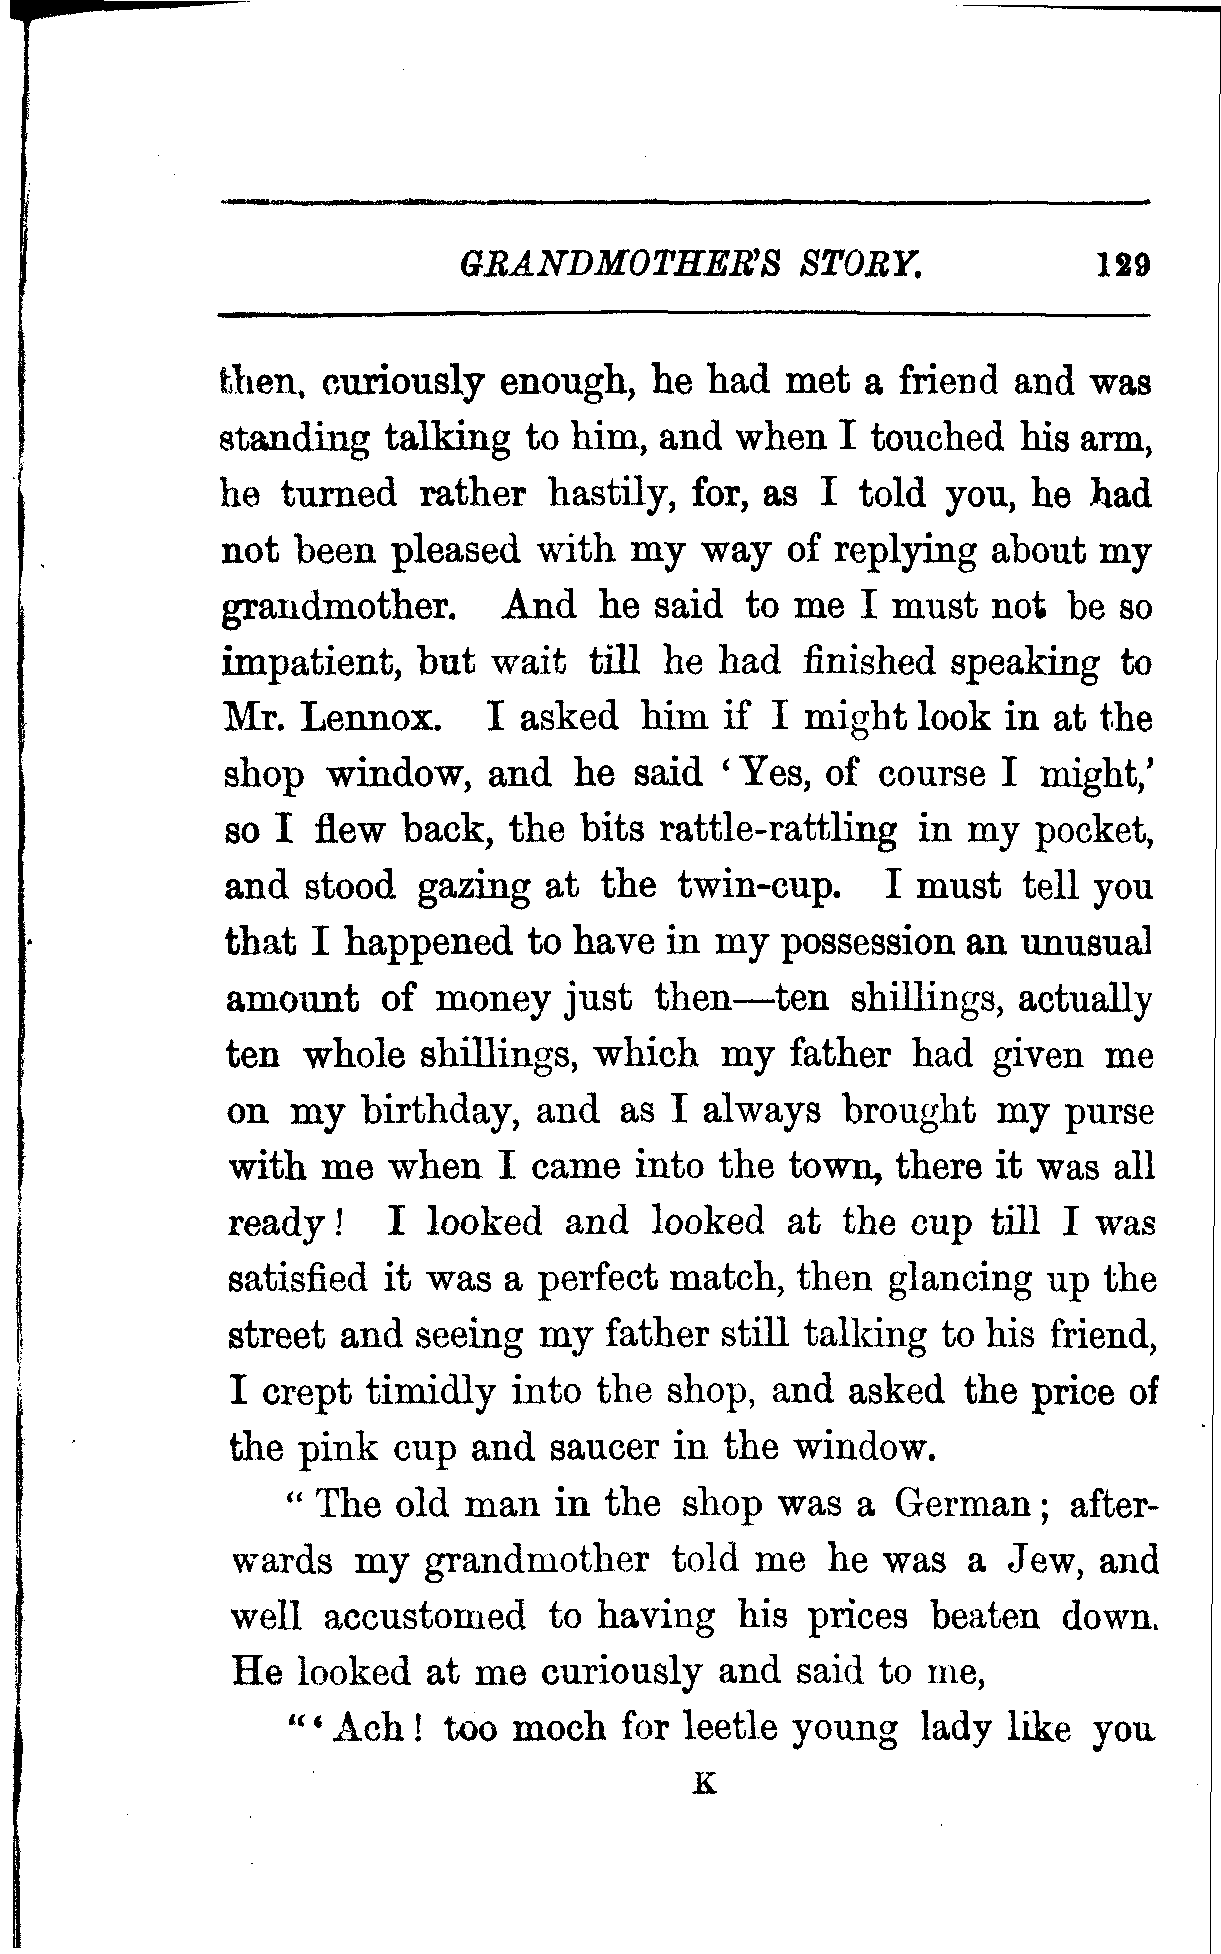 GRANDMOTHER'S STORY. 129
then, curiously enough, he had met a friend and was
standing talking to him, and when I touched his arm,
he turned rather hastily, for, as I told you, he had
not been pleased with my way of replying about my
grandmother. And he said to me I must not be so
impatient, but wait till he had finished speaking to
Mr. Lennox. I asked him if I might look in at the
shop window, and he said ‘Yes, of course I might,’
so I flew back, the bits rattle-rattling in my pocket,
and stood gazing at the twin-cup. I must tell you
that I happened to have in my possession an unusual
amount of money just then—ten shillings, actually
ten whole shillings, which my father had given me
on my birthday, and as I always brought my purse
with me when I came into the town, there it was all
ready! I looked and looked at the cup till I was
satisfied it was a perfect match, then glancing up the
street and seeing my father still talking to his friend,
I crept timidly into the shop, and asked the price of
the pink cup and saucer in the window.
“The old man in the shop was a German; after-
wards my grandmother told me he was a Jew, and
well accustomed to having his prices beaten down.
He looked at me curiously and said to me,
“‘Ach! too moch for leetle young lady like you
K